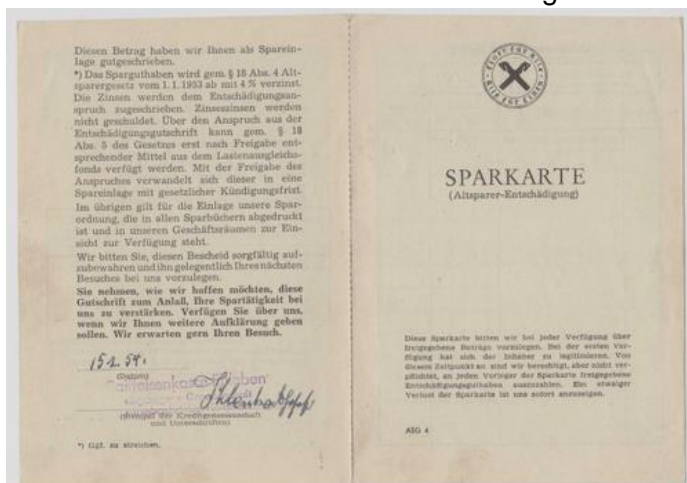 Diesen Betrag haben wir Ihnen als Sparein-
lage gutgeschrieben.
*) Das Sparguthaben wird gem. § 18 Abs. 4 Alt-
sparergesetz vom 1. 1. 1953 ab mit 4 % verzinst.
Die Zinsen werden dem Entschädigungsan-
spruch zugeschrieben. Zinseszinsen werden
nicht geschuldet. Über den Anspruch aus der
Entschädigungsgutschrift kann gem. § 18
Abs. 5 des Gesetzes erst nach Freigabe ent-
sprechender Mittel aus dem Lastenausgleichs-
fonds verfügt werden. Mit der Freigabe des
Anspruches verwandelt sich dieser in eine
Spareinlage mit gesetzlicher Kündigungsfrist.
Im übrigen gilt für die Einlage unsere Spar-
ordnung, die in allen Sparbüchern abgedruckt
ist und in unseren Geschäftsräumen zur Ein-
sicht zur Verfügung steht.
Wir bitten Sie, diesen Bescheid sorgfältig auf-
zubewahren und ihn gelegentlich Ihres nächsten
Besuches bei uns vorzulegen.
Sie nehmen, wie wir hoffen möchten, diese
Gutschrift zum Anlaß, Ihre Spartätigkeit bei
uns zu verstärken. Verfügen Sie über uns,
wenn wir Ihnen weitere Aufklärung geben
sollen. Wir erwarten gern Ihren Besuch.
(Datum)
(Stempel der Kreditgenossenschaft
und Unterschriften)
*) Ggf. zu streichen.
Einer für Alle · Alle für Einen
SPARKARTE
(Altsparer-Entschädigung)
Diese Sparkarte bitten wir bei jeder Verfügung über
freigegebene Beträge vorzulegen. Bei der ersten Ver-
fügung hat sich der Inhaber zu legitimieren. Von
diesem Zeitpunkt an sind wir berechtigt, aber nicht ver-
pflichtet, an jeden Vorleger der Sparkarte freigegebene
Entschädigungsguthaben auszuzahlen. Ein etwaiger
Verlust der Sparkarte ist uns sofort anzuzeigen.
ASG 4